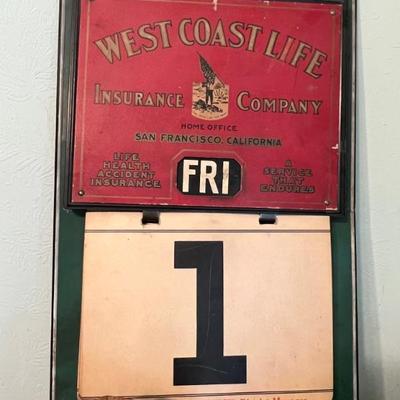 WEST COAST LIFE
INSURANCE COMPANY
HOME OFFICE
SAN FRANCISCO, CALIFORNIA
LIFE
HEALTH
ACCIDENT
INSURANCE
FRI
A
SERVICE
THAT
ENDURES
1